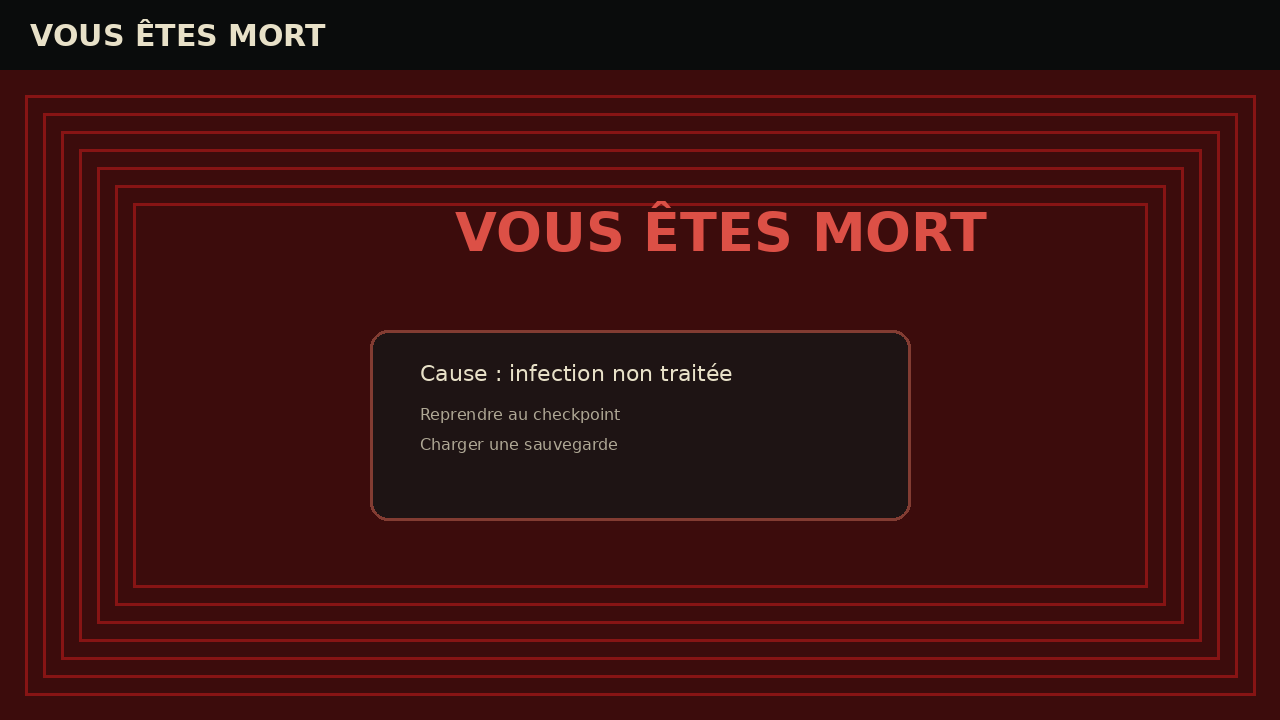 VOUS ÊTES MORT
VOUS ÊTES MORT
Cause : infection non traitée
Reprendre au checkpoint
Charger une sauvegarde